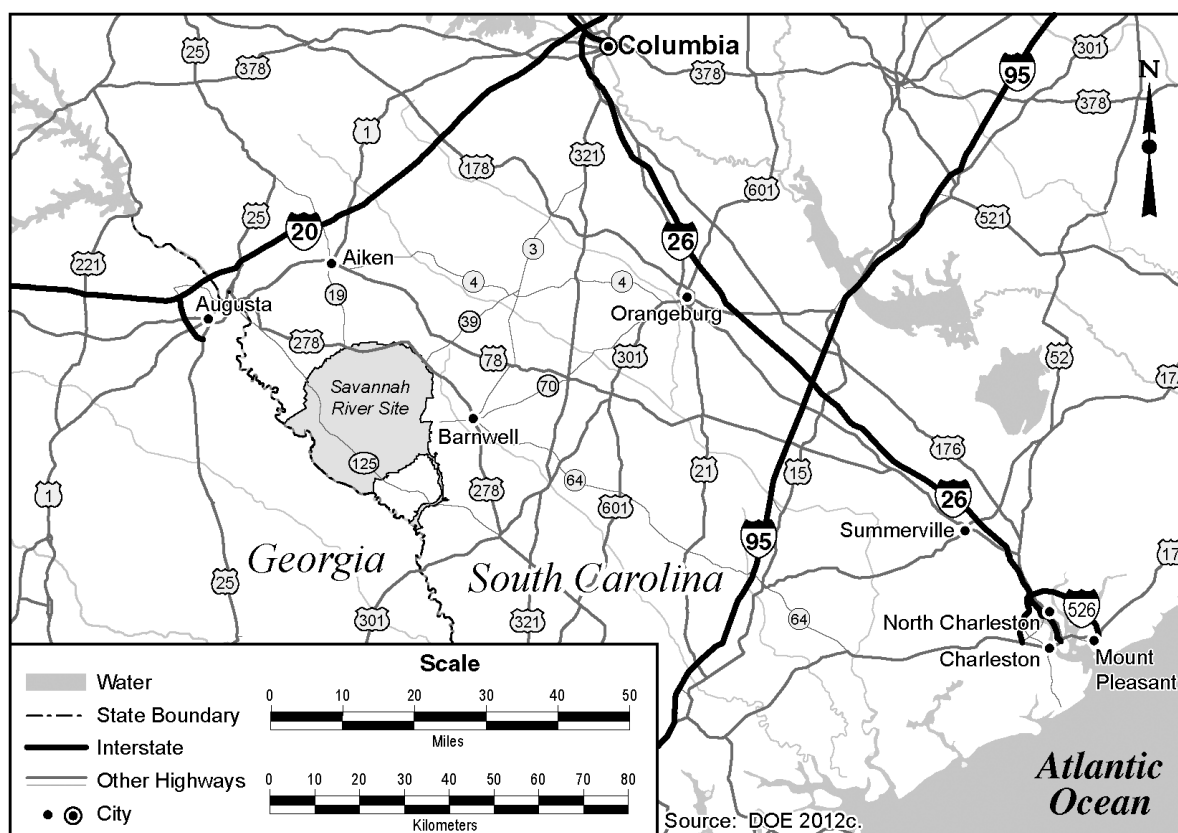 25
378
Columbia
378
95
301
378
N
1
178
321
601
521
25
20
26
3
221
Aiken
4
4
19
Augusta
39
Orangeburg
278
78
301
52
Savannah
River Site
70
Barnwell
176
125
278
64
21
15
26
1
601
95
Summerville
17
Georgia
South Carolina
25
301
321
64
526
North Charleston
Charleston
Mount
Pleasant
Atlantic
Ocean
Scale
0 10 20 30 40 50
Miles
0 10 20 30 40 50 60 70 80
Kilometers
Water
State Boundary
Interstate
Other Highways
City
Source: DOE 2012c.